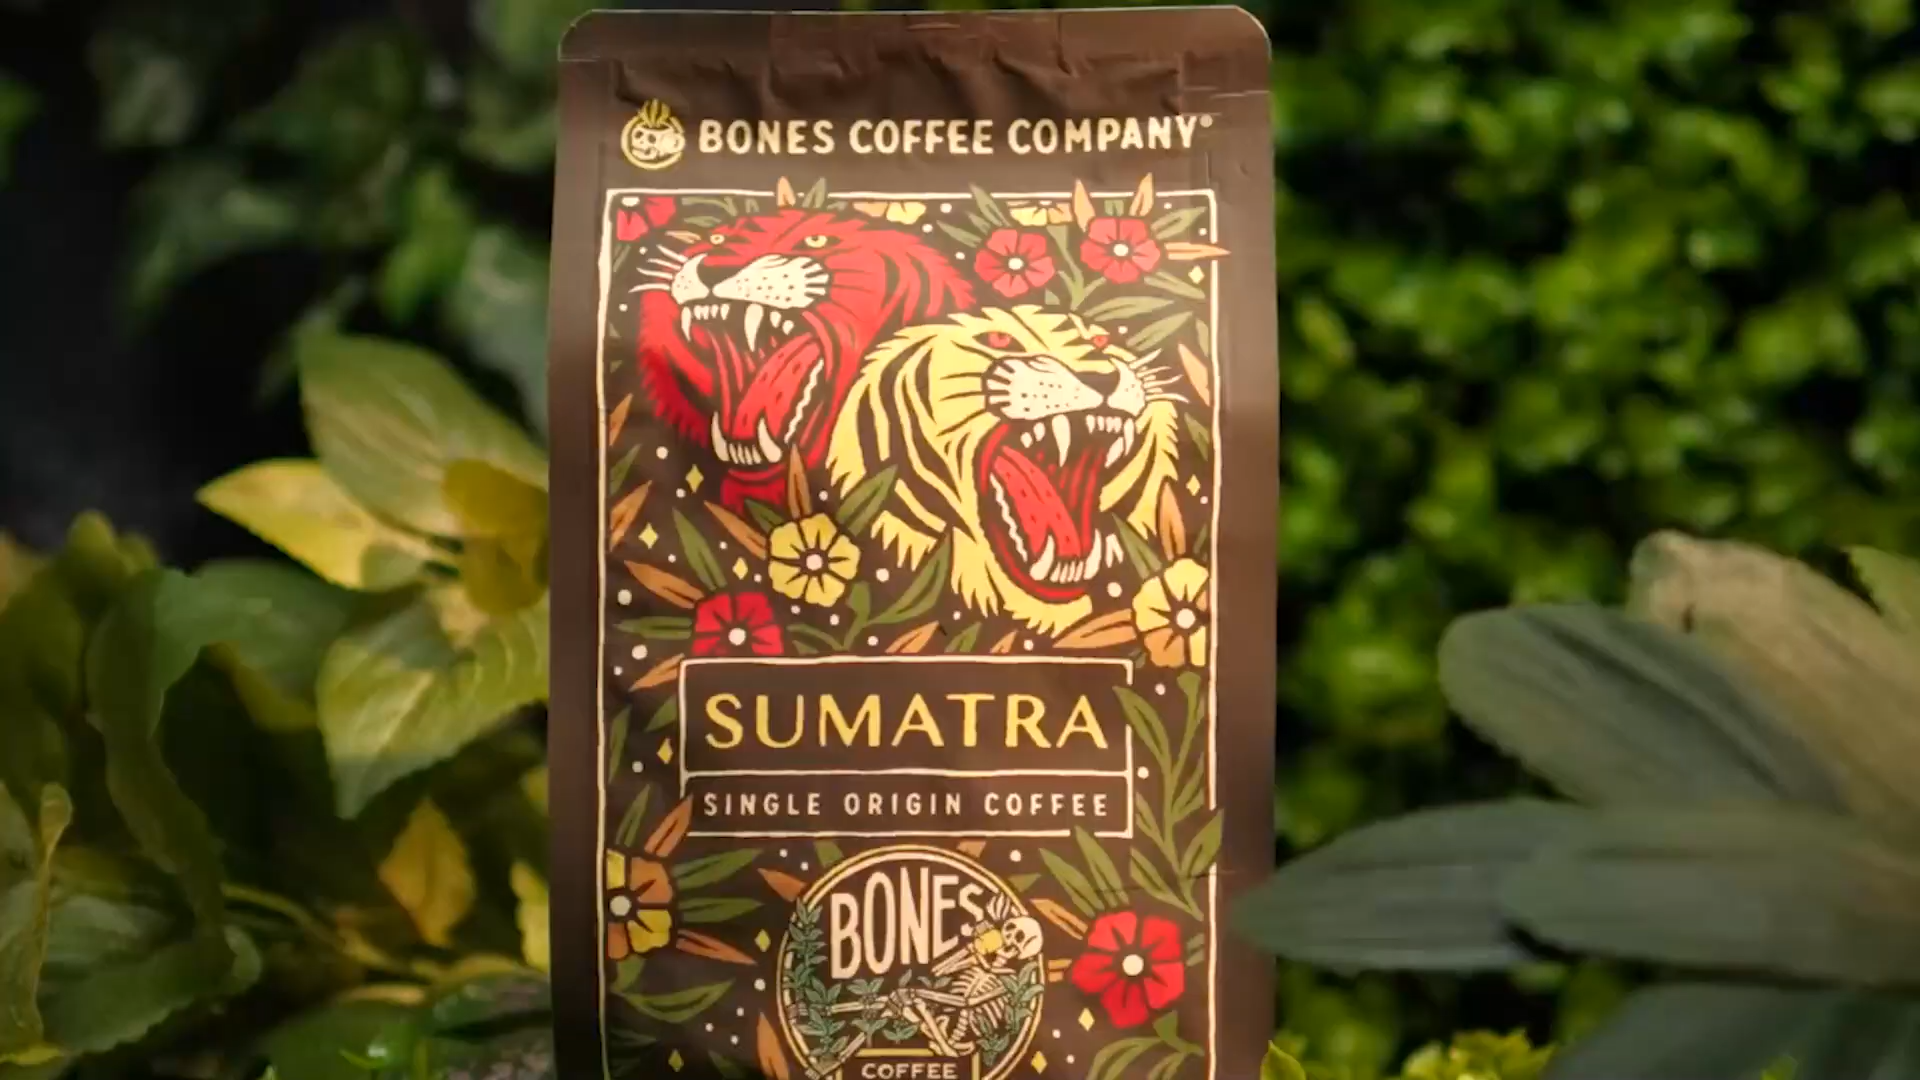 BONES COFFEE COMPANY®
SUMATRA
SINGLE ORIGIN COFFEE
BONES
COFFEE